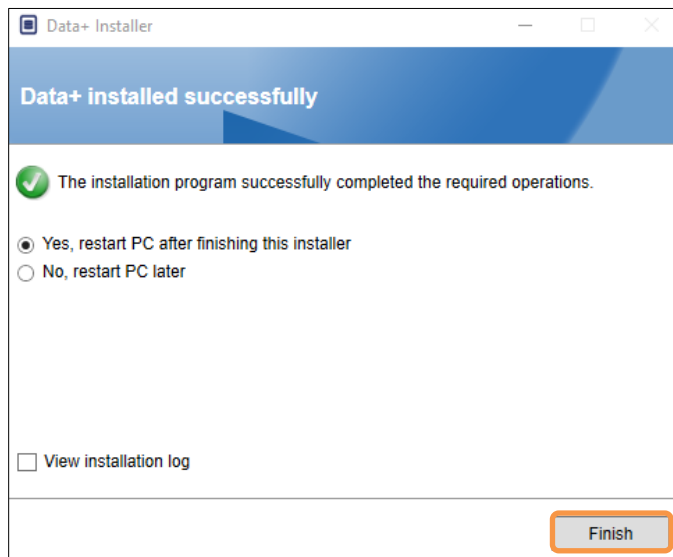 Data+ Installer
Data+ installed successfully
The installation program successfully completed the required operations.
Yes, restart PC after finishing this installer
No, restart PC later
View installation log
Finish